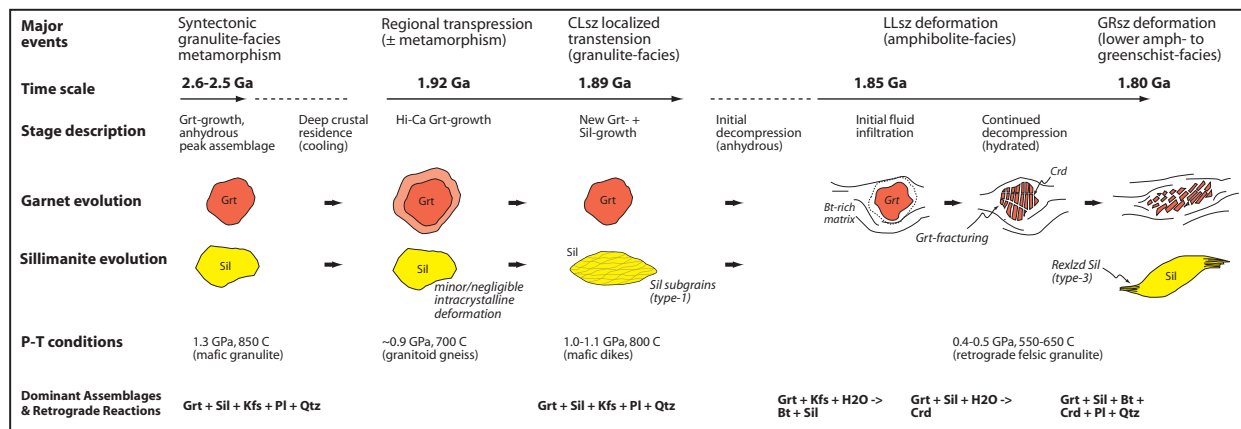 Major
events
Syntectonic
granulite-facies
metamorphism
Regional transpression
(± metamorphism)
CLsz localized
transtension
(granulite-facies)
LLsz deformation
(amphibolite-facies)
GRsz deformation
(lower amph- to
greenschist-facies)
Time scale
2.6-2.5 Ga
1.92 Ga
1.89 Ga
1.85 Ga
1.80 Ga
Stage description
Grt-growth,
anhydrous
peak assemblage
Deep crustal
residence
(cooling)
Hi-Ca Grt-growth
New Grt- +
Sil-growth
Initial
decompression
(anhydrous)
Initial fluid
infiltration
Continued
decompression
(hydrated)
Garnet evolution
Grt
Grt
Grt
Bt-rich
matrix
Grt
Crd
Grt-fracturing
Sillimanite evolution
Sil
Sil
minor/negligible
intracrystalline
deformation
Sil
Sil subgrains
(type-1)
Rexlzd Sil
(type-3)
Sil
P-T conditions
1.3 GPa, 850 C
(mafic granulite)
~0.9 GPa, 700 C
(granitoid gneiss)
1.0-1.1 GPa, 800 C
(mafic dikes)
0.4-0.5 GPa, 550-650 C
(retrograde felsic granulite)
Dominant Assemblages
& Retrograde Reactions
Grt + Sil + Kfs + Pl + Qtz
Grt + Sil + Kfs + Pl + Qtz
Grt + Kfs + H2O ->
Bt + Sil
Grt + Sil + H2O ->
Crd
Grt + Sil + Bt +
Crd + Pl + Qtz